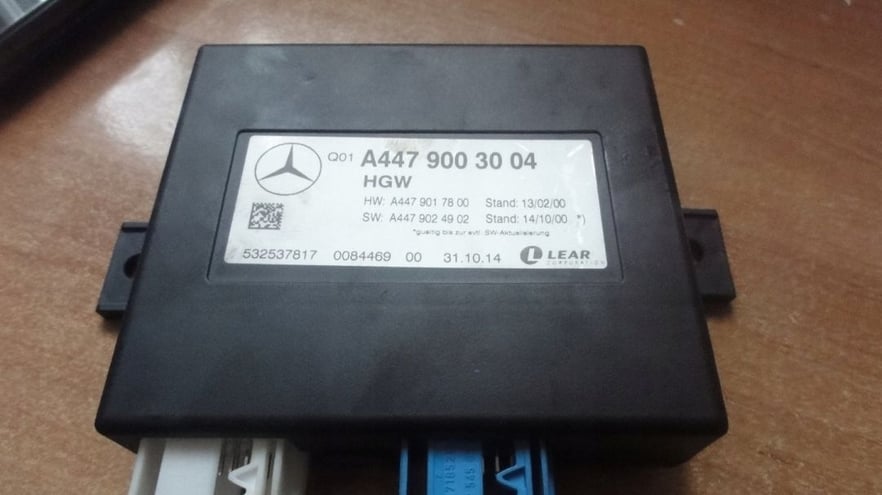 Q01 A447 900 30 04
HGW
HW: A447 901 78 00 Stand: 13/02/00
SW: A447 902 49 02 Stand: 14/10/00 *)
*gueltig bis zur evtl. SW-Aktualisierung
532537817 0084469 00 31.10.14 LEAR
CORPORATION